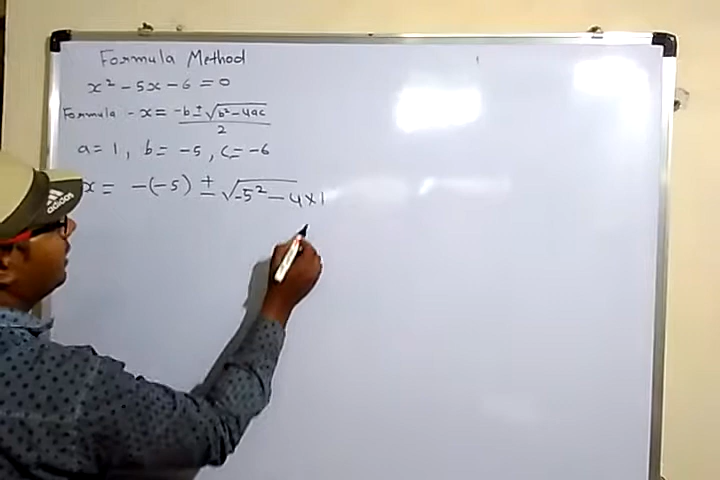 Formula Method
x² - 5x - 6 = 0
Formula - x = -b ± √b² - 4ac / 2
a = 1, b = -5, c = -6
x = -(-5) ± √-5² - 4×1
adidas